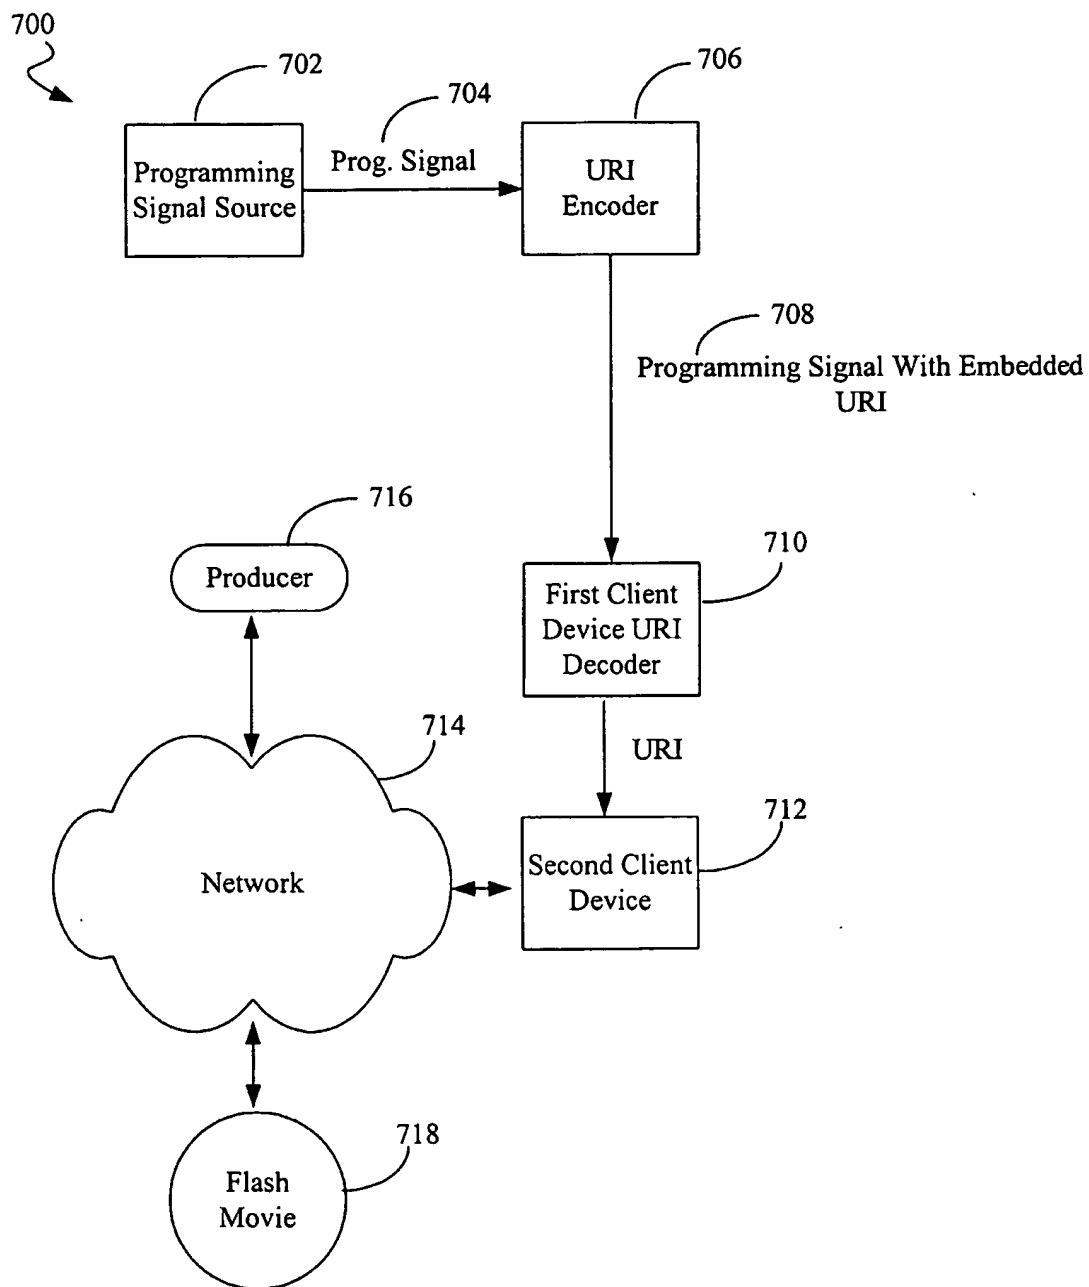 700
702
704
706
Programming
Signal Source
Prog. Signal
URI
Encoder
708
Programming Signal With Embedded
URI
716
Producer
710
First Client
Device URI
Decoder
714
URI
712
Network
Second Client
Device
718
Flash
Movie